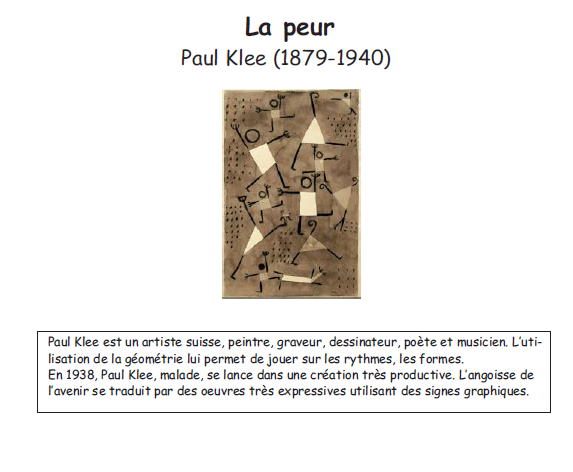 La peur
Paul Klee (1879-1940)
Paul Klee est un artiste suisse, peintre, graveur, dessinateur, poète et musicien. L'uti-
lisation de la géométrie lui permet de jouer sur les rythmes, les formes.
En 1938, Paul Klee, malade, se lance dans une création très productive. L'angoisse de
l'avenir se traduit par des oeuvres très expressives utilisant des signes graphiques.